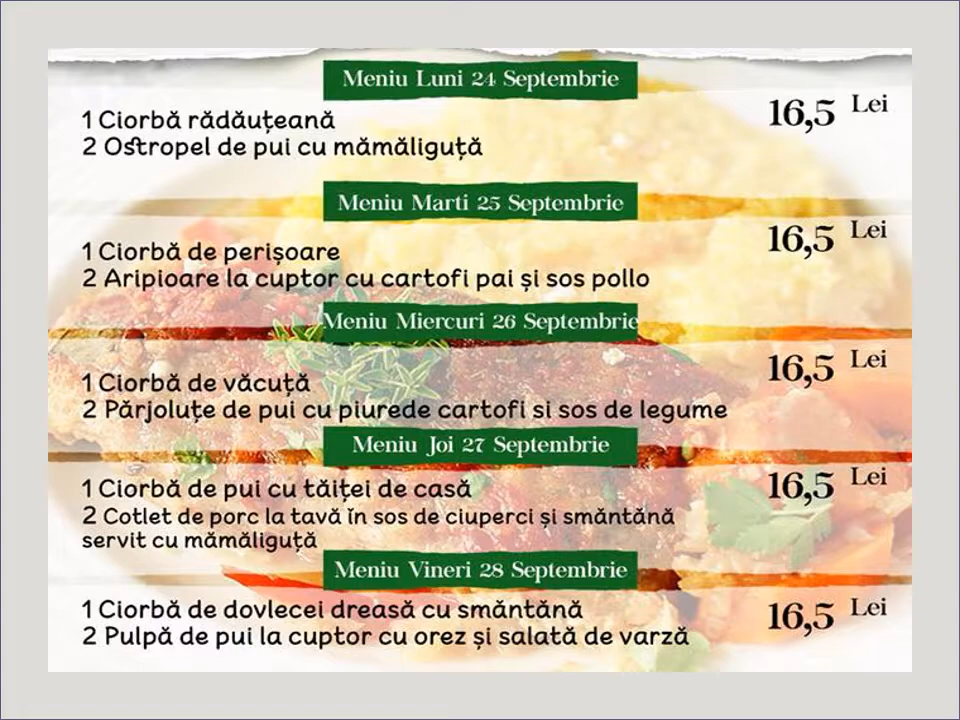 Meniu Luni 24 Septembrie
16,5 Lei
1 Ciorbă rădăuțeană
2 Ostropel de pui cu mămăliguță
Meniu Marti 25 Septembrie
16,5 Lei
1 Ciorbă de perișoare
2 Aripioare la cuptor cu cartofi pai și sos pollo
Meniu Miercuri 26 Septembrie
16,5 Lei
1 Ciorbă de văcuță
2 Părjoluțe de pui cu piurede cartofi si sos de legume
Meniu Joi 27 Septembrie
16,5 Lei
1 Ciorbă de pui cu tăiței de casă
2 Cotlet de porc la tavă ĭn sos de ciuperci și smăntănă
servit cu mămăliguță
Meniu Vineri 28 Septembrie
1 Ciorbă de dovlecei dreasă cu smăntănă
16,5 Lei
2 Pulpă de pui la cuptor cu orez și salată de varză